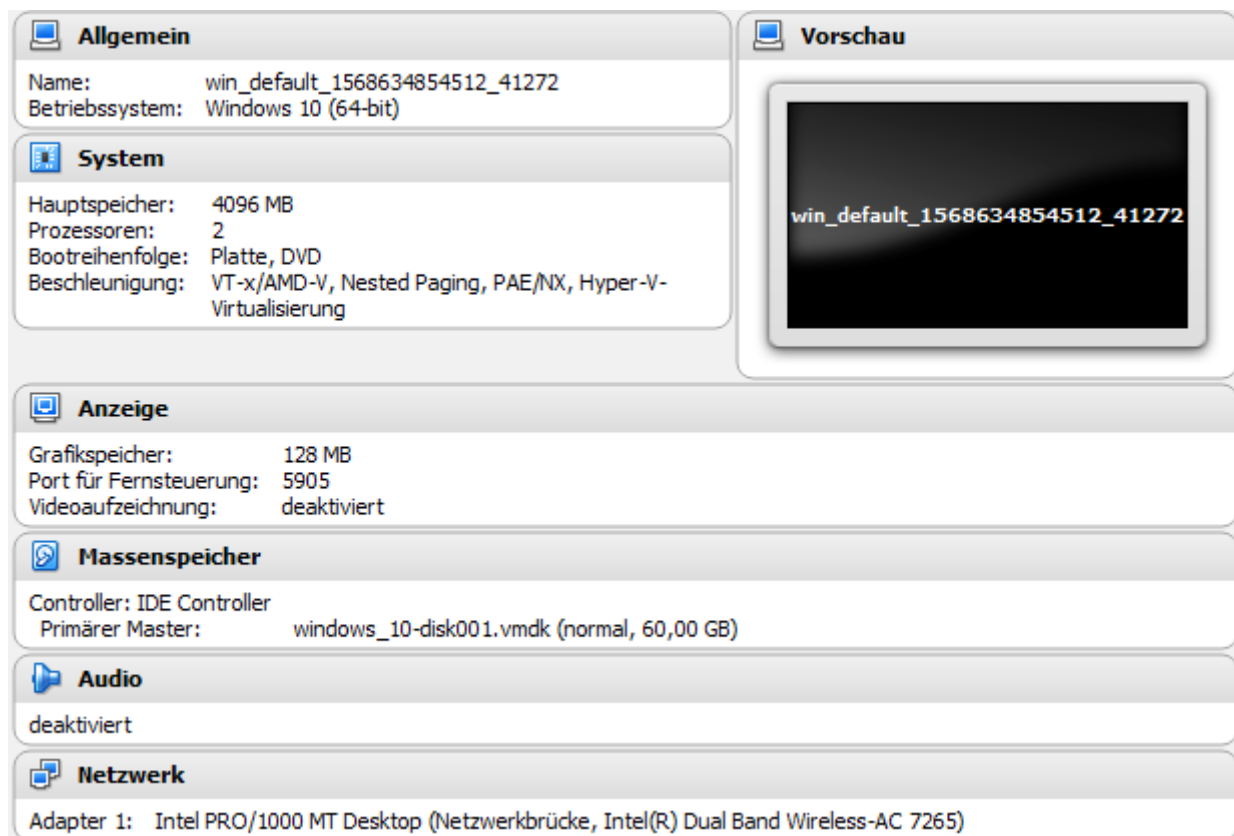 Allgemein
Name: win_default_1568634854512_41272
Betriebssystem: Windows 10 (64-bit)
System
Hauptspeicher: 4096 MB
Prozessoren: 2
Bootreihenfolge: Platte, DVD
Beschleunigung: VT-x/AMD-V, Nested Paging, PAE/NX, Hyper-V-
Virtualisierung
Vorschau
win_default_1568634854512_41272
Anzeige
Grafikspeicher: 128 MB
Port für Fernsteuerung: 5905
Videoaufzeichnung: deaktiviert
Massenspeicher
Controller: IDE Controller
Primärer Master: windows_10-disk001.vmdk (normal, 60,00 GB)
Audio
deaktiviert
Netzwerk
Adapter 1: Intel PRO/1000 MT Desktop (Netzwerkbrücke, Intel(R) Dual Band Wireless-AC 7265)